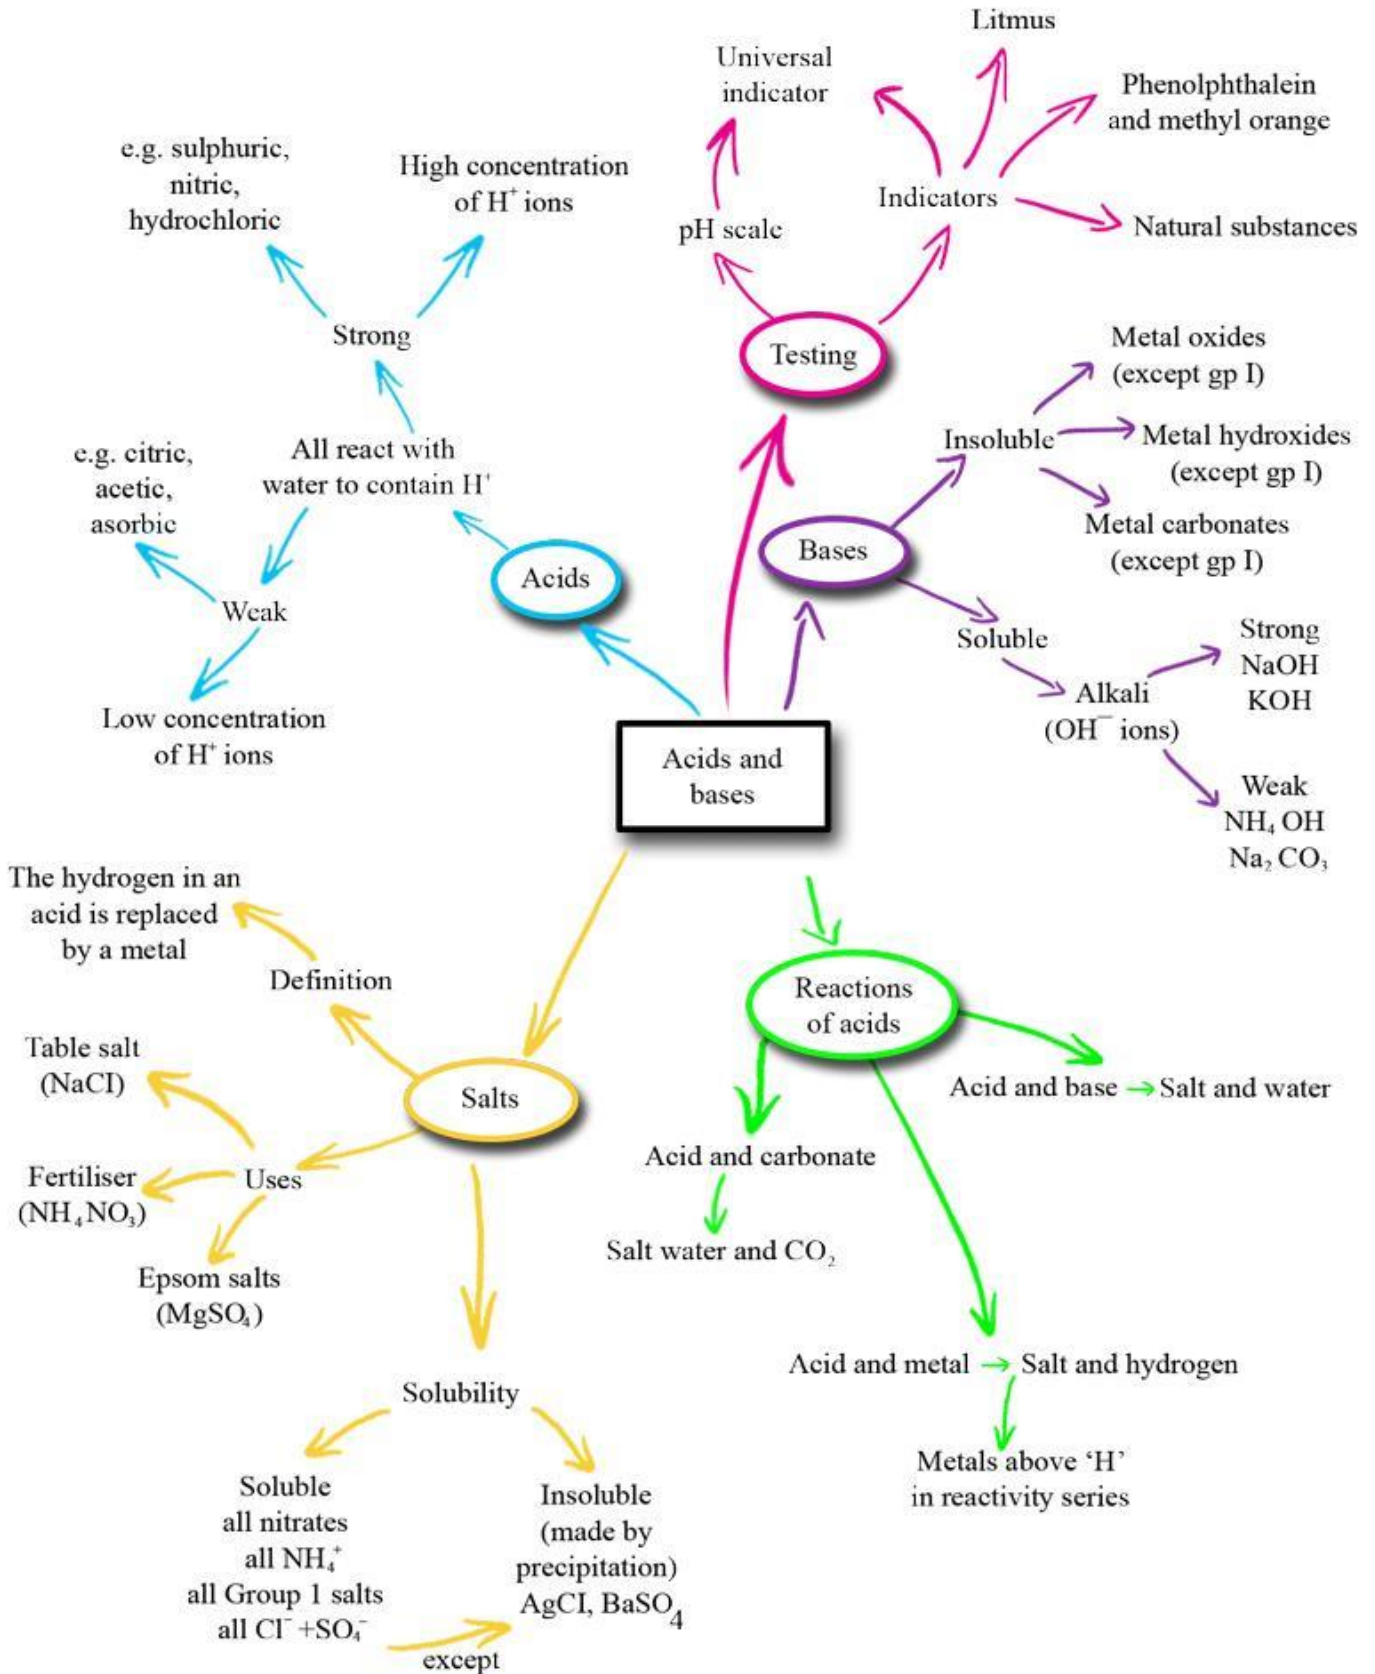 Litmus
Universal
indicator
Phenolphthalein
and methyl orange
e.g. sulphuric,
nitric,
hydrochloric
High concentration
of H⁺ ions
Indicators
pH scale
Natural substances
Strong
Testing
Metal oxides
(except gp I)
Insoluble
Metal hydroxides
(except gp I)
Metal carbonates
(except gp I)
All react with
water to contain H⁺
e.g. citric,
acetic,
asorbic
Bases
Acids
Weak
Soluble
Strong
NaOH
KOH
Alkali
(OH⁻ ions)
Low concentration
of H⁺ ions
Acids and
bases
Weak
NH₄ OH
Na₂ CO₃
The hydrogen in an
acid is replaced
by a metal
Definition
Reactions
of acids
Table salt
(NaCI)
Salts
Acid and base → Salt and water
Acid and carbonate
Fertiliser
(NH₄NO₃)
Uses
Salt water and CO₂
Epsom salts
(MgSO₄)
Acid and metal → Salt and hydrogen
Solubility
Metals above ‘H’
in reactivity series
Soluble
all nitrates
all NH₄⁺
all Group 1 salts
all Cl⁻ +SO₄⁻
except
Insoluble
(made by
precipitation)
AgCI, BaSO₄